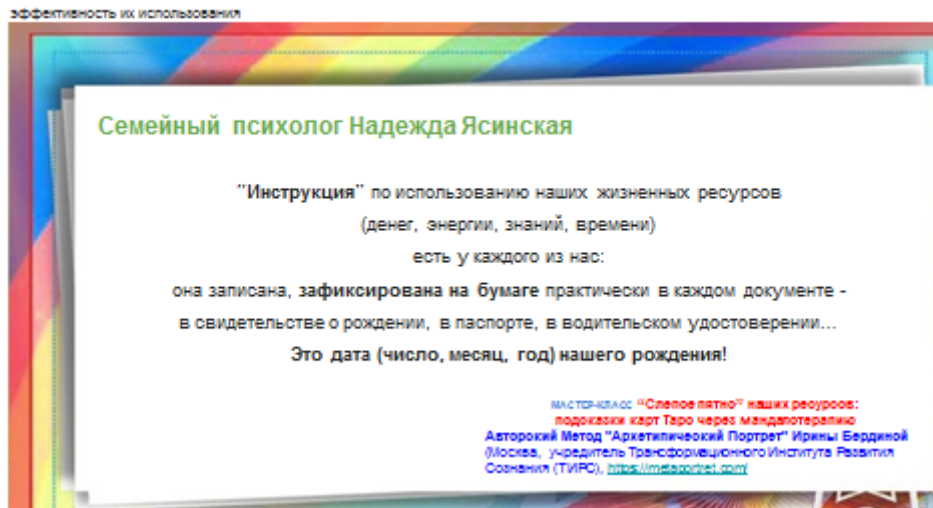 эффективность их использования
Семейный психолог Надежда Ясинская
"Инструкция" по использованию наших жизненных ресурсов
(денег, энергии, знаний, времени)
есть у каждого из нас:
она записана, зафиксирована на бумаге практически в каждом документе -
в свидетельстве о рождении, в паспорте, в водительском удостоверении...
Это дата (число, месяц, год) нашего рождения!
МАСТЕР-КЛАСС "Слепое пятно" наших ресурсов:
подсказки карт Таро через мандалотерапию
Авторский Метод "Архетипический Портрет" Ирины Бердиной
(Москва, учредитель Трансформационного Института Развития
Сознания (ТИРС), https://metaportret.com/